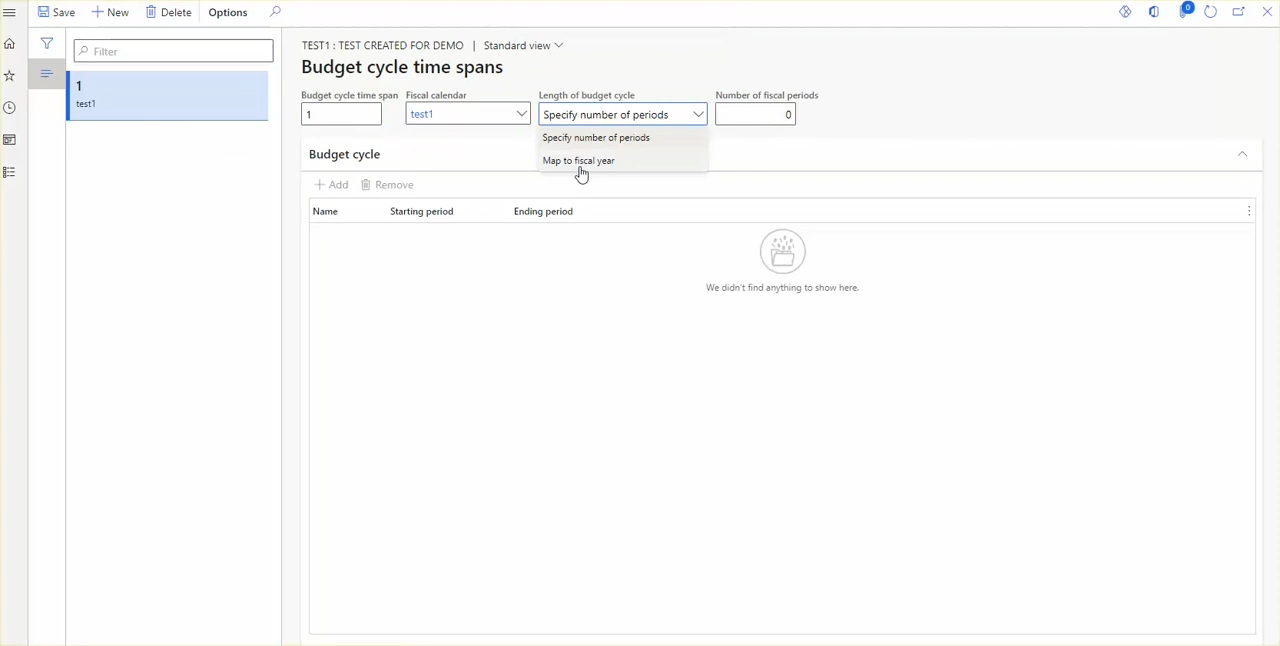 Save New Delete Options
0
Filter
1
test1
TEST1 : TEST CREATED FOR DEMO | Standard view
Budget cycle time spans
Budget cycle time span Fiscal calendar Length of budget cycle Number of fiscal periods
1 test1 Specify number of periods 0
Specify number of periods
Map to fiscal year
Budget cycle
Add Remove
Name Starting period Ending period
We didn't find anything to show here.